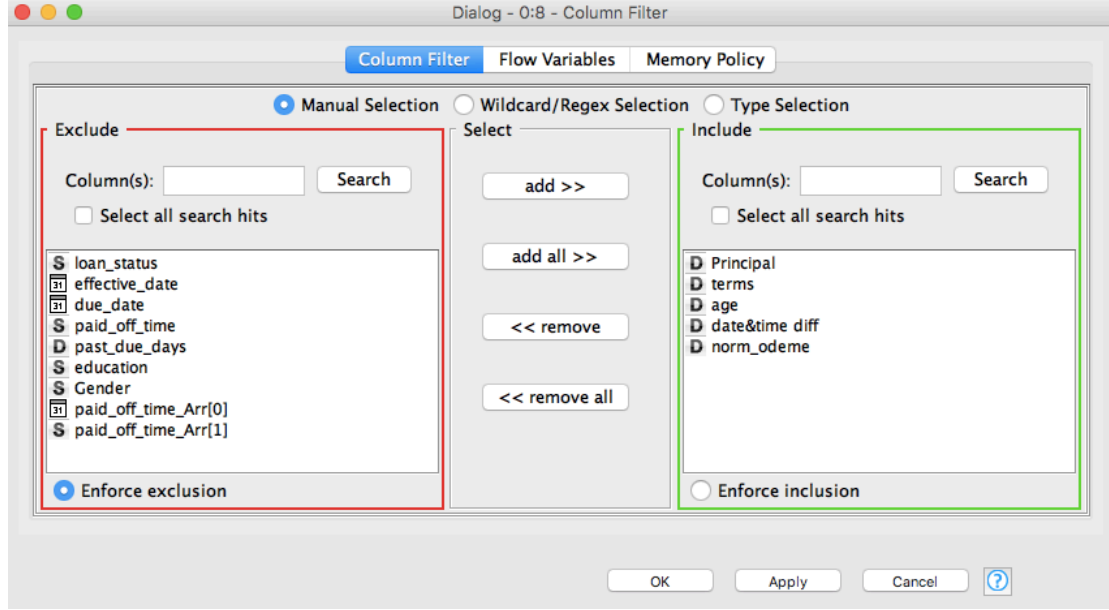 Dialog - 0:8 - Column Filter
Column Filter Flow Variables Memory Policy
Manual Selection Wildcard/Regex Selection Type Selection
Exclude
Column(s): Search
Select all search hits
S loan_status
31 effective_date
31 due_date
S paid_off_time
D past_due_days
S education
S Gender
31 paid_off_time_Arr[0]
S paid_off_time_Arr[1]
Enforce exclusion
Select
add >>
add all >>
<< remove
<< remove all
Include
Column(s): Search
Select all search hits
D Principal
D terms
D age
D date&time diff
D norm_odeme
Enforce inclusion
OK Apply Cancel ?